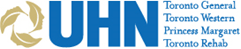 UHN
Toronto General
Toronto Western
Princess Margaret
Toronto Rehab